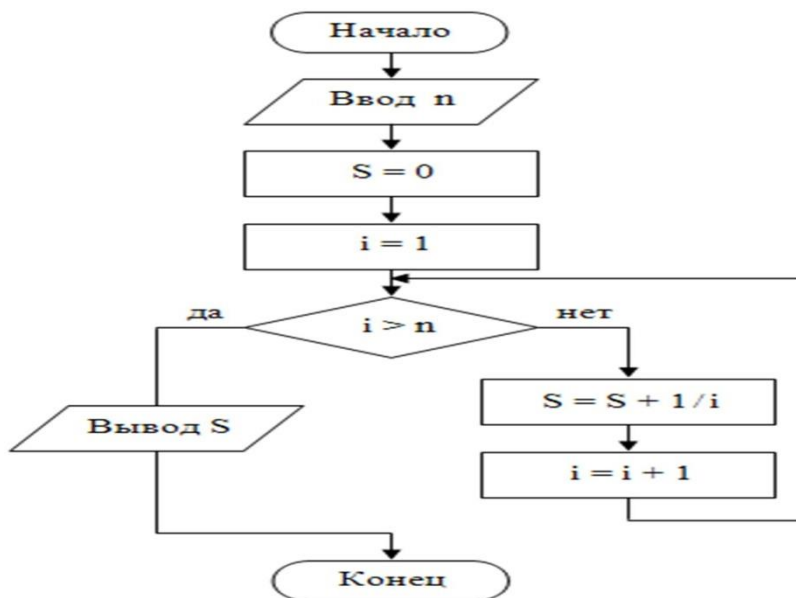 Начало
Ввод n
S = 0
i = 1
да
i > n
нет
S = S + 1/i
Вывод S
i = i + 1
Конец